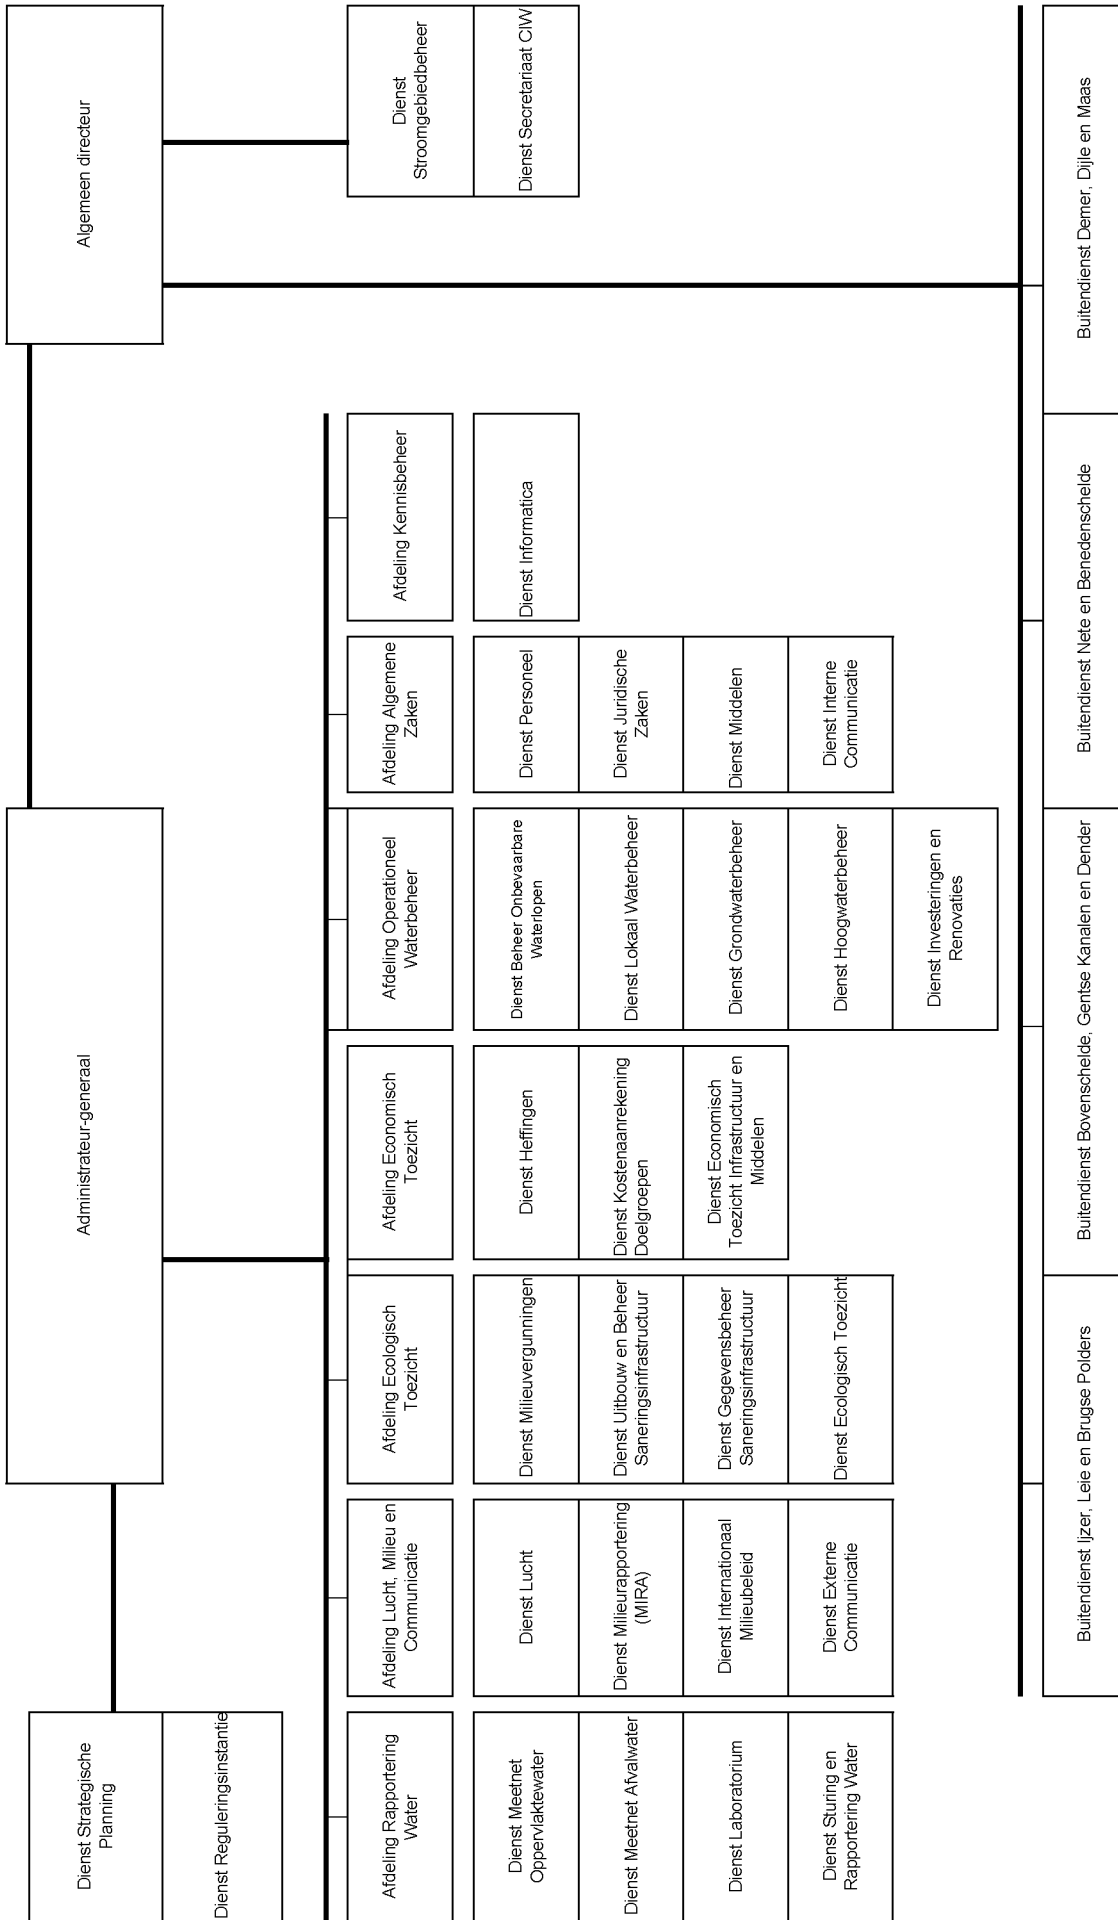 Dienst Strategische
Planning
Dienst Reguleringsinstantie
Administrateur-generaal
Algemeen directeur
Dienst
Stroomgebiedbeheer
Dienst Secretariaat CIW
Afdeling Rapportering
Water
Dienst Meetnet
Oppervlaktewater
Dienst Meetnet Afvalwater
Dienst Laboratorium
Dienst Sturing en
Rapportering Water
Afdeling Lucht, Milieu en
Communicatie
Dienst Lucht
Dienst Milieurapportering
(MIRA)
Dienst Internationaal
Milieubeleid
Dienst Externe
Communicatie
Afdeling Ecologisch
Toezicht
Dienst Milieuvergunningen
Dienst Uitbouw en Beheer
Saneringsinfrastructuur
Dienst Gegevensbeheer
Saneringsinfrastructuur
Dienst Ecologisch Toezicht
Afdeling Economisch
Toezicht
Dienst Heffingen
Dienst Kostenaanrekening
Doelgroepen
Dienst Economisch
Toezicht Infrastructuur en
Middelen
Afdeling Operationeel
Waterbeheer
Dienst Beheer Onbevaarbare
Waterlopen
Dienst Lokaal Waterbeheer
Dienst Grondwaterbeheer
Dienst Hoogwaterbeheer
Dienst Investeringen en
Renovaties
Afdeling Algemene
Zaken
Dienst Personeel
Dienst Juridische
Zaken
Dienst Middelen
Dienst Interne
Communicatie
Afdeling Kennisbeheer
Dienst Informatica
Buitendienst Ijzer, Leie en Brugse Polders
Buitendienst Bovenschelde, Gentse Kanalen en Dender
Buitendienst Nete en Benedenschelde
Buitendienst Demer, Dijle en Maas